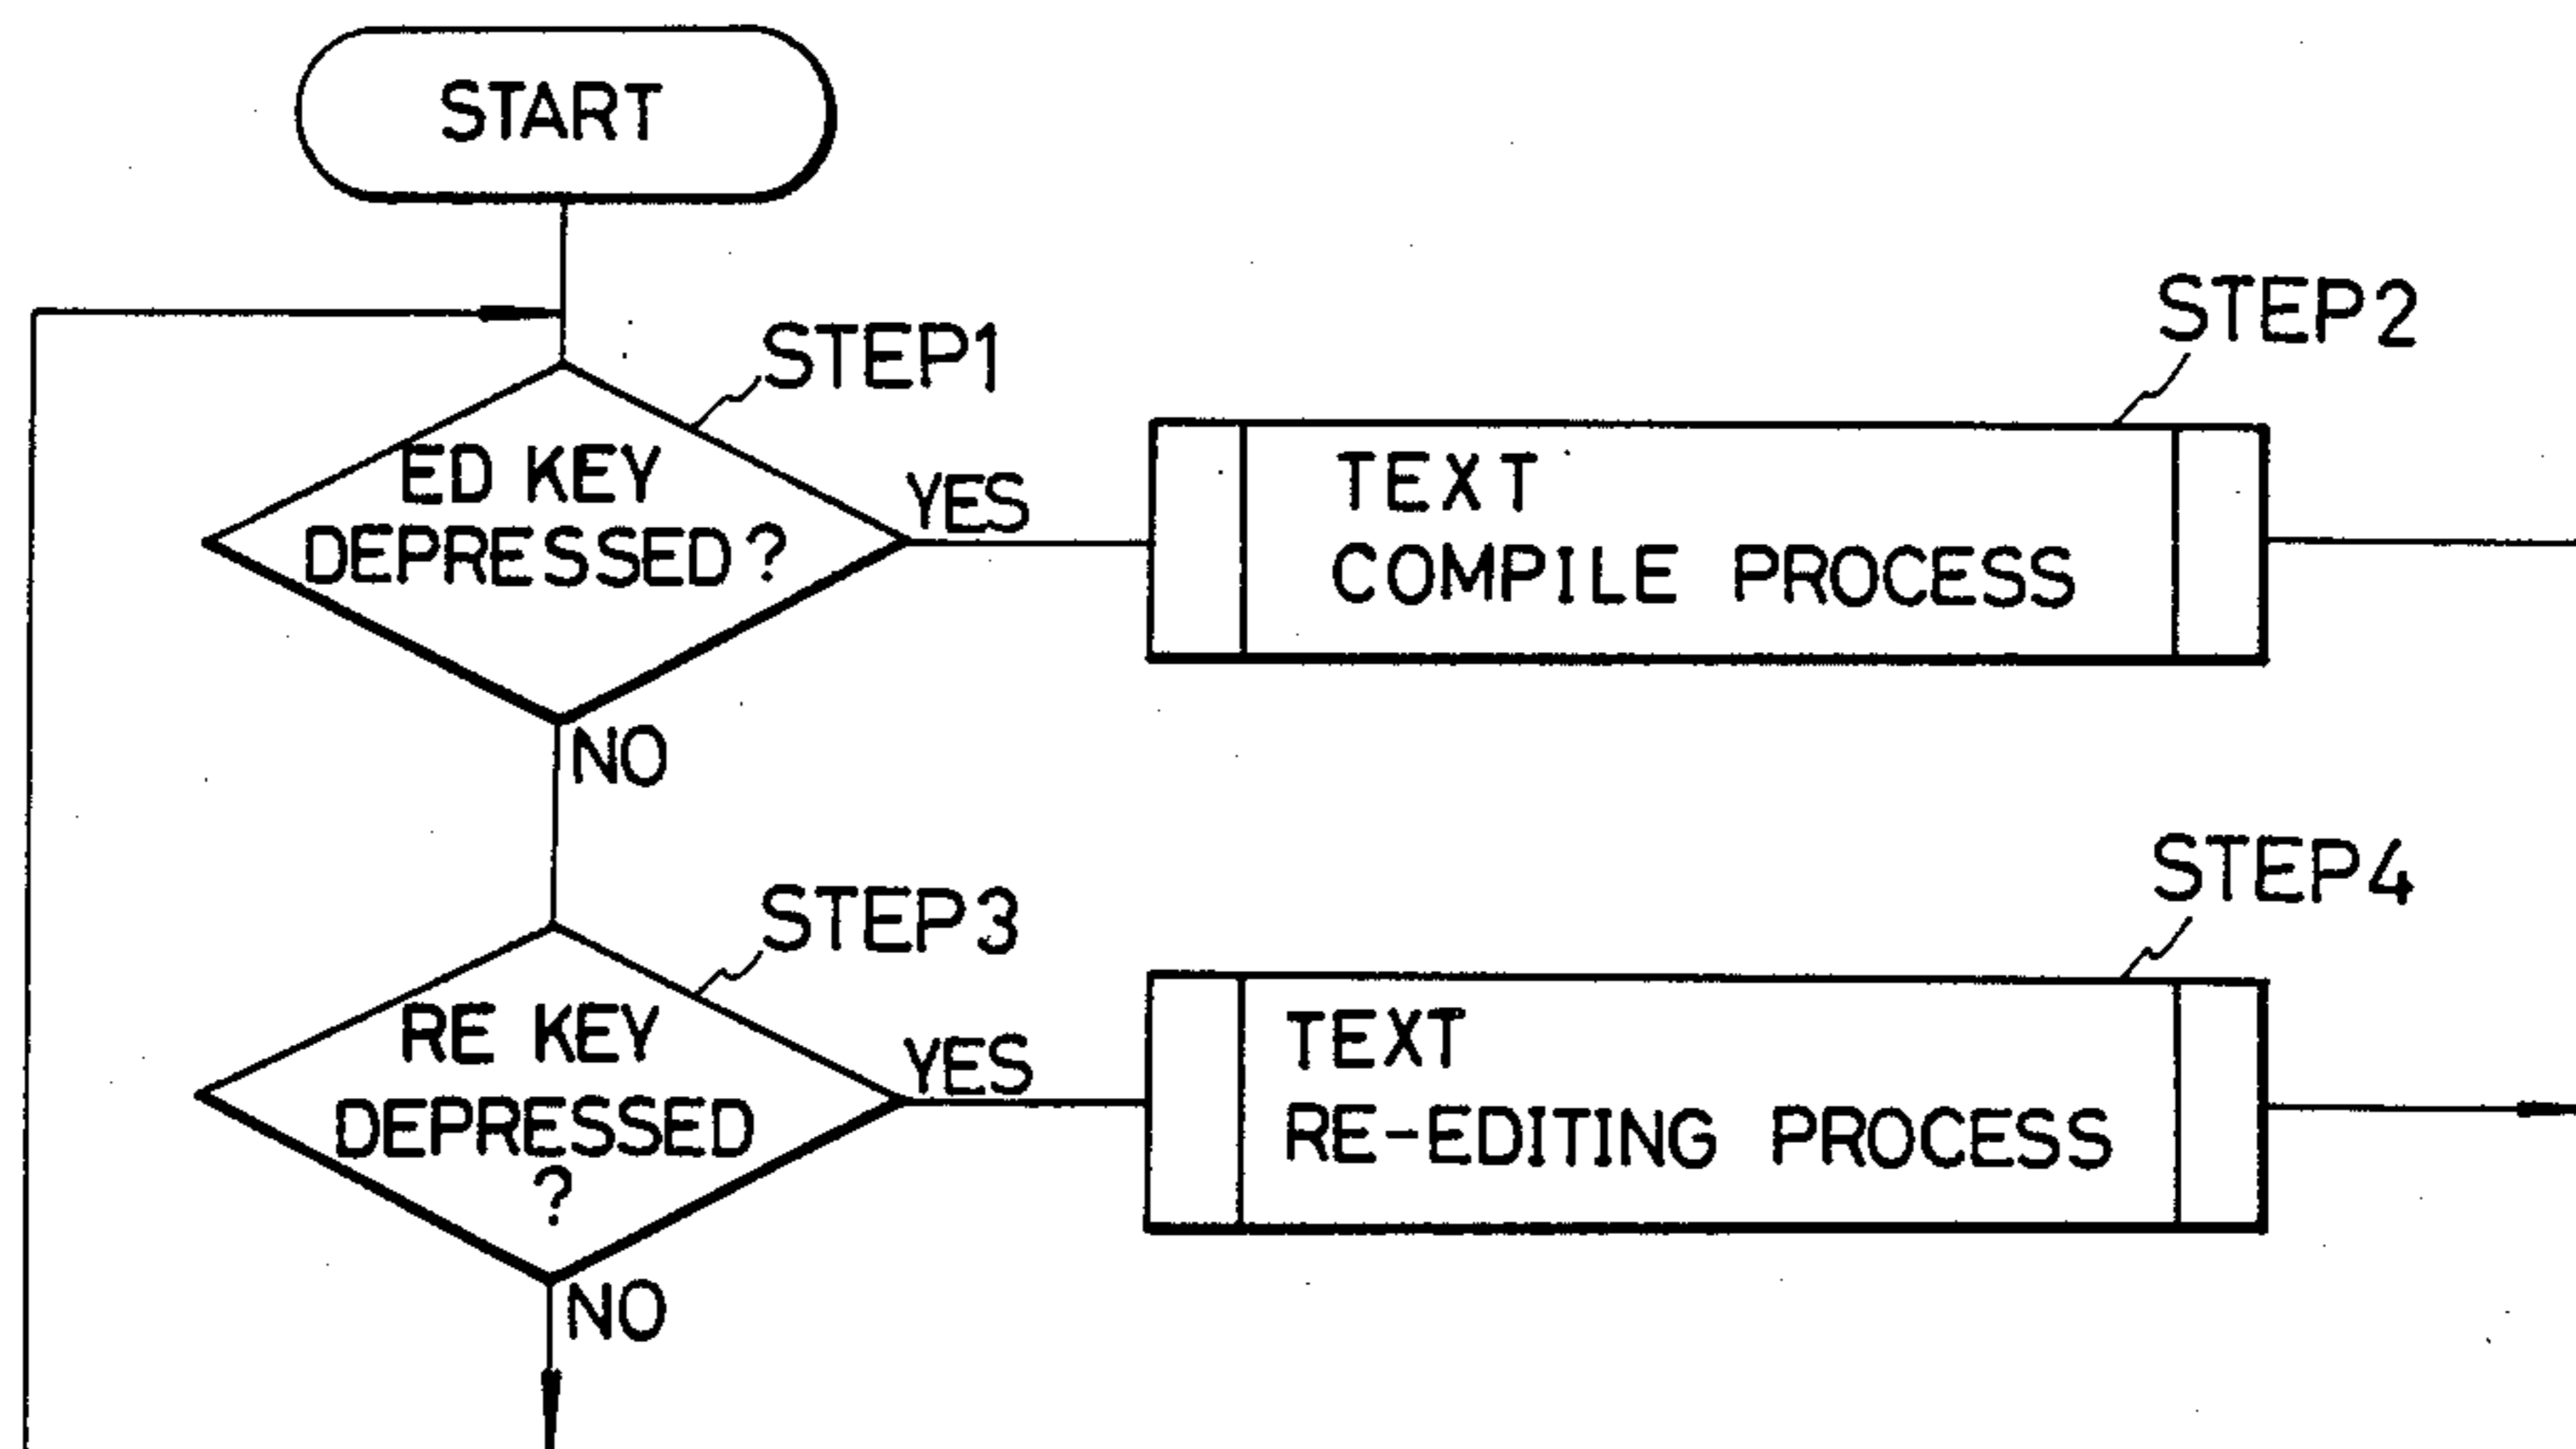 START
STEP1
STEP2
ED KEY
DEPRESSED?
YES
TEXT
COMPILE PROCESS
NO
STEP3
STEP4
RE KEY
DEPRESSED
?
YES
TEXT
RE-EDITING PROCESS
NO